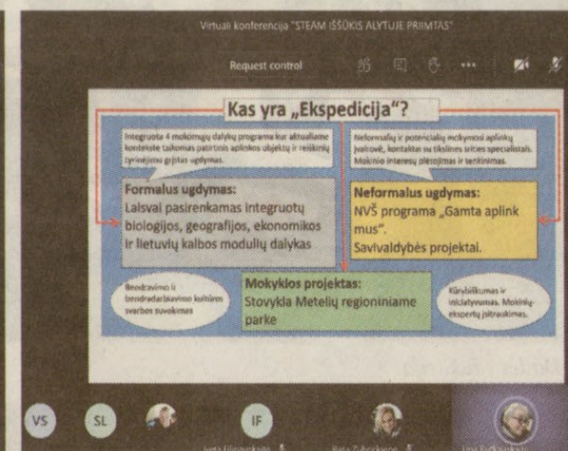 Virtuali konferencija "STEAM IŠŠŪKIS ALYTUJE PRIIMTAS"
Request control
Kas yra „Ekspedicija“?
Integruota 4 mokomųjų dalykų programa kur aktualiame
kontekste taikomas patirtinis aplinkos objektų ir reiškinių
tyrinėjimu grįstas ugdymas.
Neformalių ir potencialių mokymosi aplinkų
įvairovė, kontaktai su tikslinės srities specialistais.
Mokinio interesų plėtojimas ir tenkinimas.
Formalus ugdymas:
Laisvai pasirenkamas integruotų
biologijos, geografijos, ekonomikos
ir lietuvių kalbos modulių dalykas
Neformalus ugdymas:
NVŠ programa „Gamta aplink
mus“.
Savivaldybės projektai.
Bendravimo ir
bendradarbiavimo kultūros
svarbos suvokimas
Mokyklos projektas:
Stovykla Metelių regioniniame
parke
Kūrybiškumas ir
iniciatyvumas. Mokinių-
ekspertų įsitraukimas.
VS
SL
IF